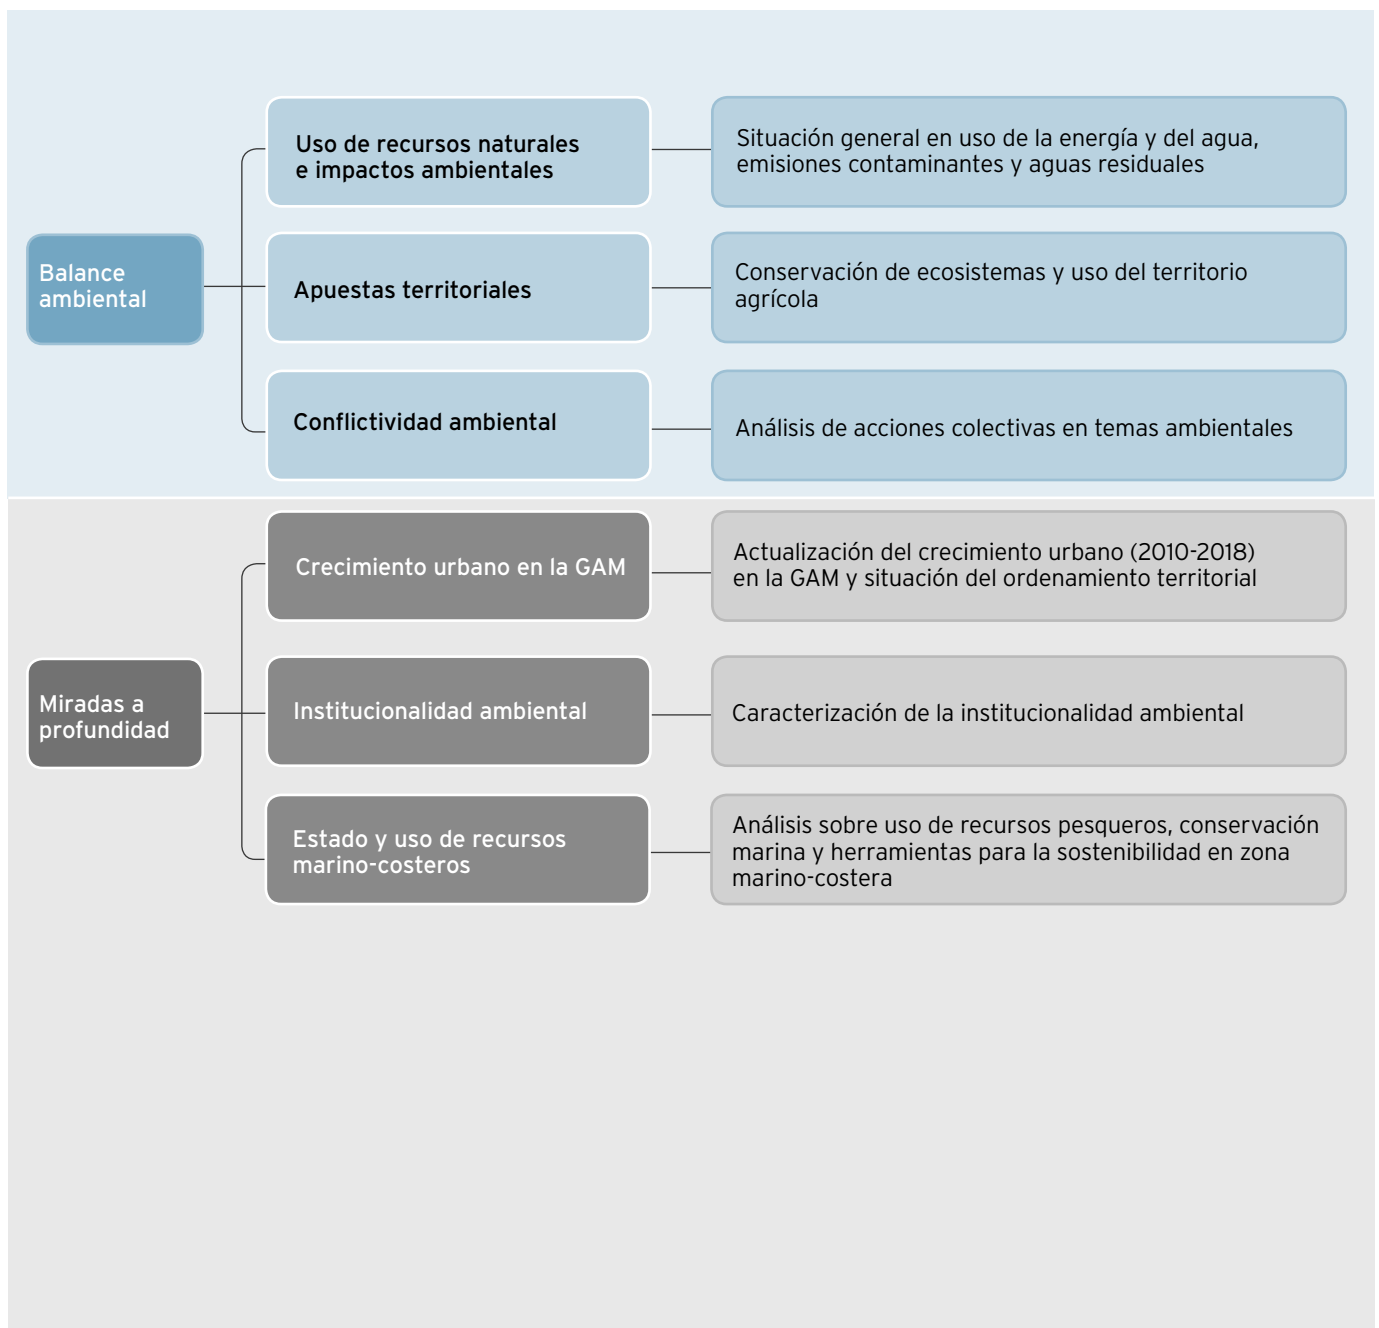 Balance
ambiental
Uso de recursos naturales
e impactos ambientales
Situación general en uso de la energía y del agua,
emisiones contaminantes y aguas residuales
Apuestas territoriales
Conservación de ecosistemas y uso del territorio
agrícola
Conflictividad ambiental
Análisis de acciones colectivas en temas ambientales
Miradas a
profundidad
Crecimiento urbano en la GAM
Actualización del crecimiento urbano (2010-2018)
en la GAM y situación del ordenamiento territorial
Institucionalidad ambiental
Caracterización de la institucionalidad ambiental
Estado y uso de recursos
marino-costeros
Análisis sobre uso de recursos pesqueros, conservación
marina y herramientas para la sostenibilidad en zona
marino-costera